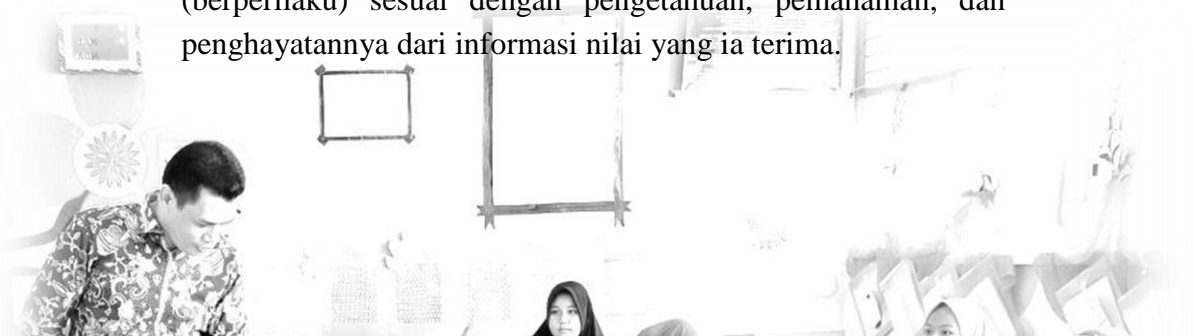 (berperilaku) sesuai dengan pengetahuan, pemahaman, dan
penghayatannya dari informasi nilai yang ia terima.